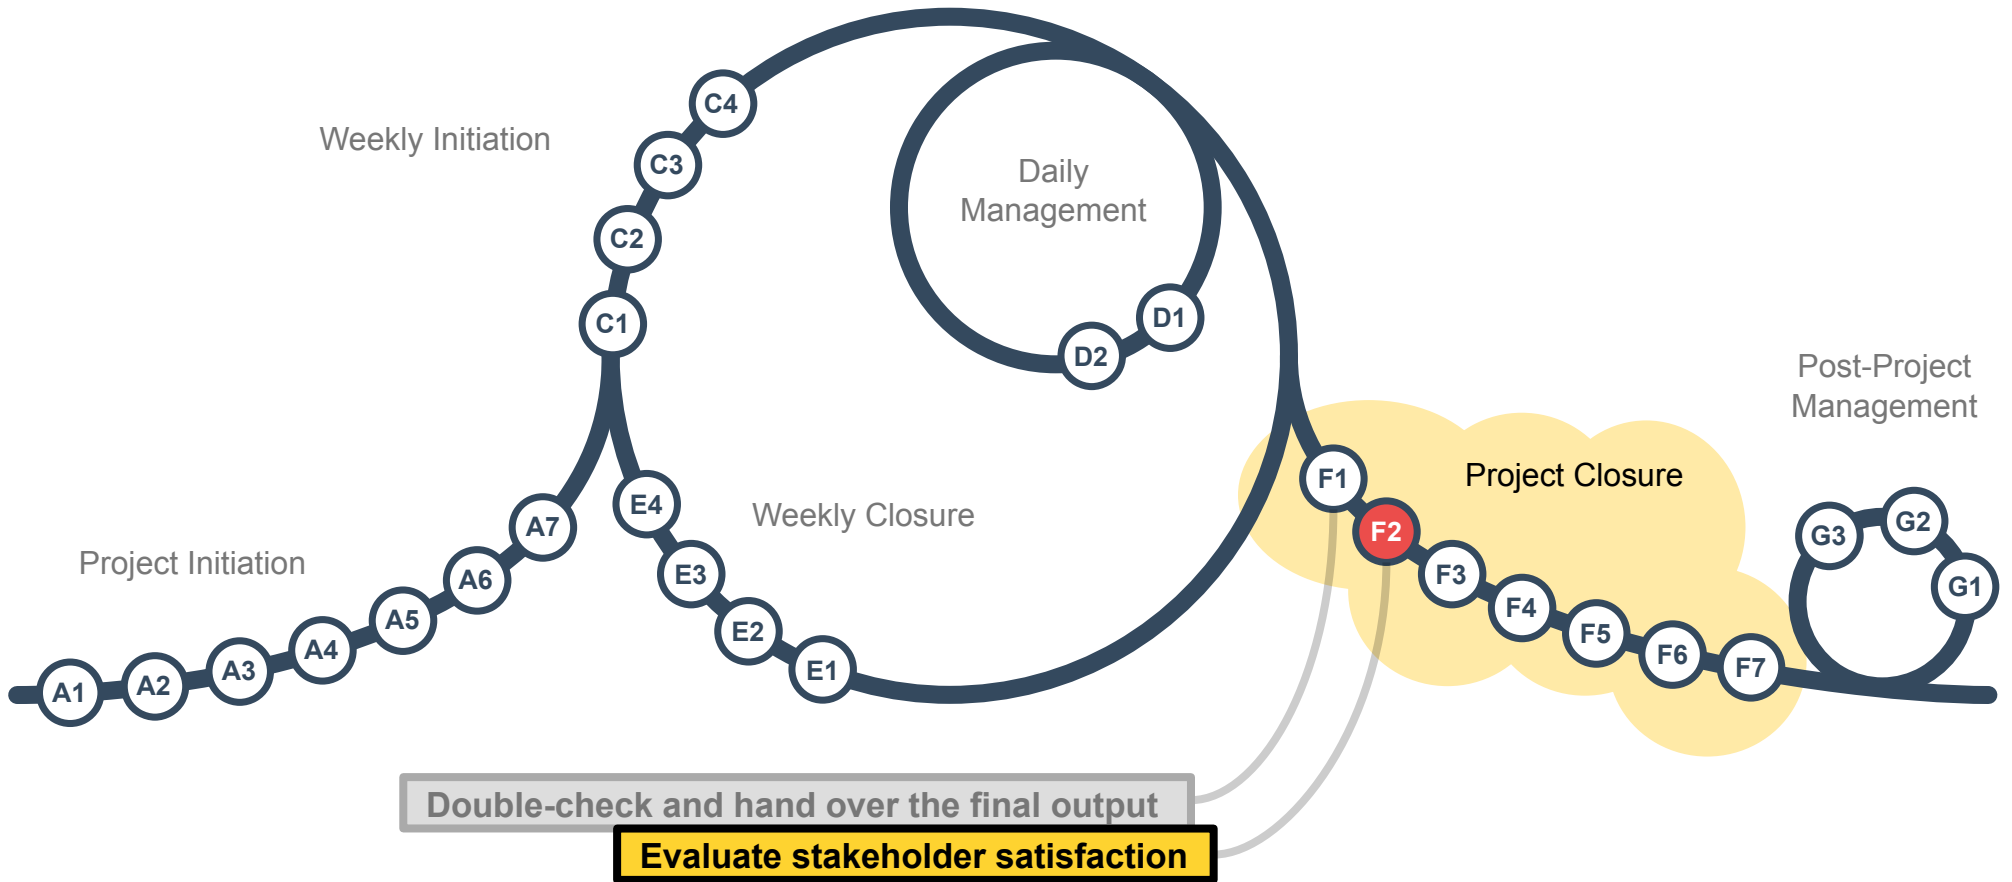 C4
Weekly Initiation
C3
C2
C1
Daily
Management
D1
D2
Post-Project
Management
Project Closure
F1
F2
F3
F4
F5
F6
F7
G3
G2
G1
Weekly Closure
E4
E3
E2
E1
Project Initiation
A7
A6
A5
A4
A3
A2
A1
Double-check and hand over the final output
Evaluate stakeholder satisfaction